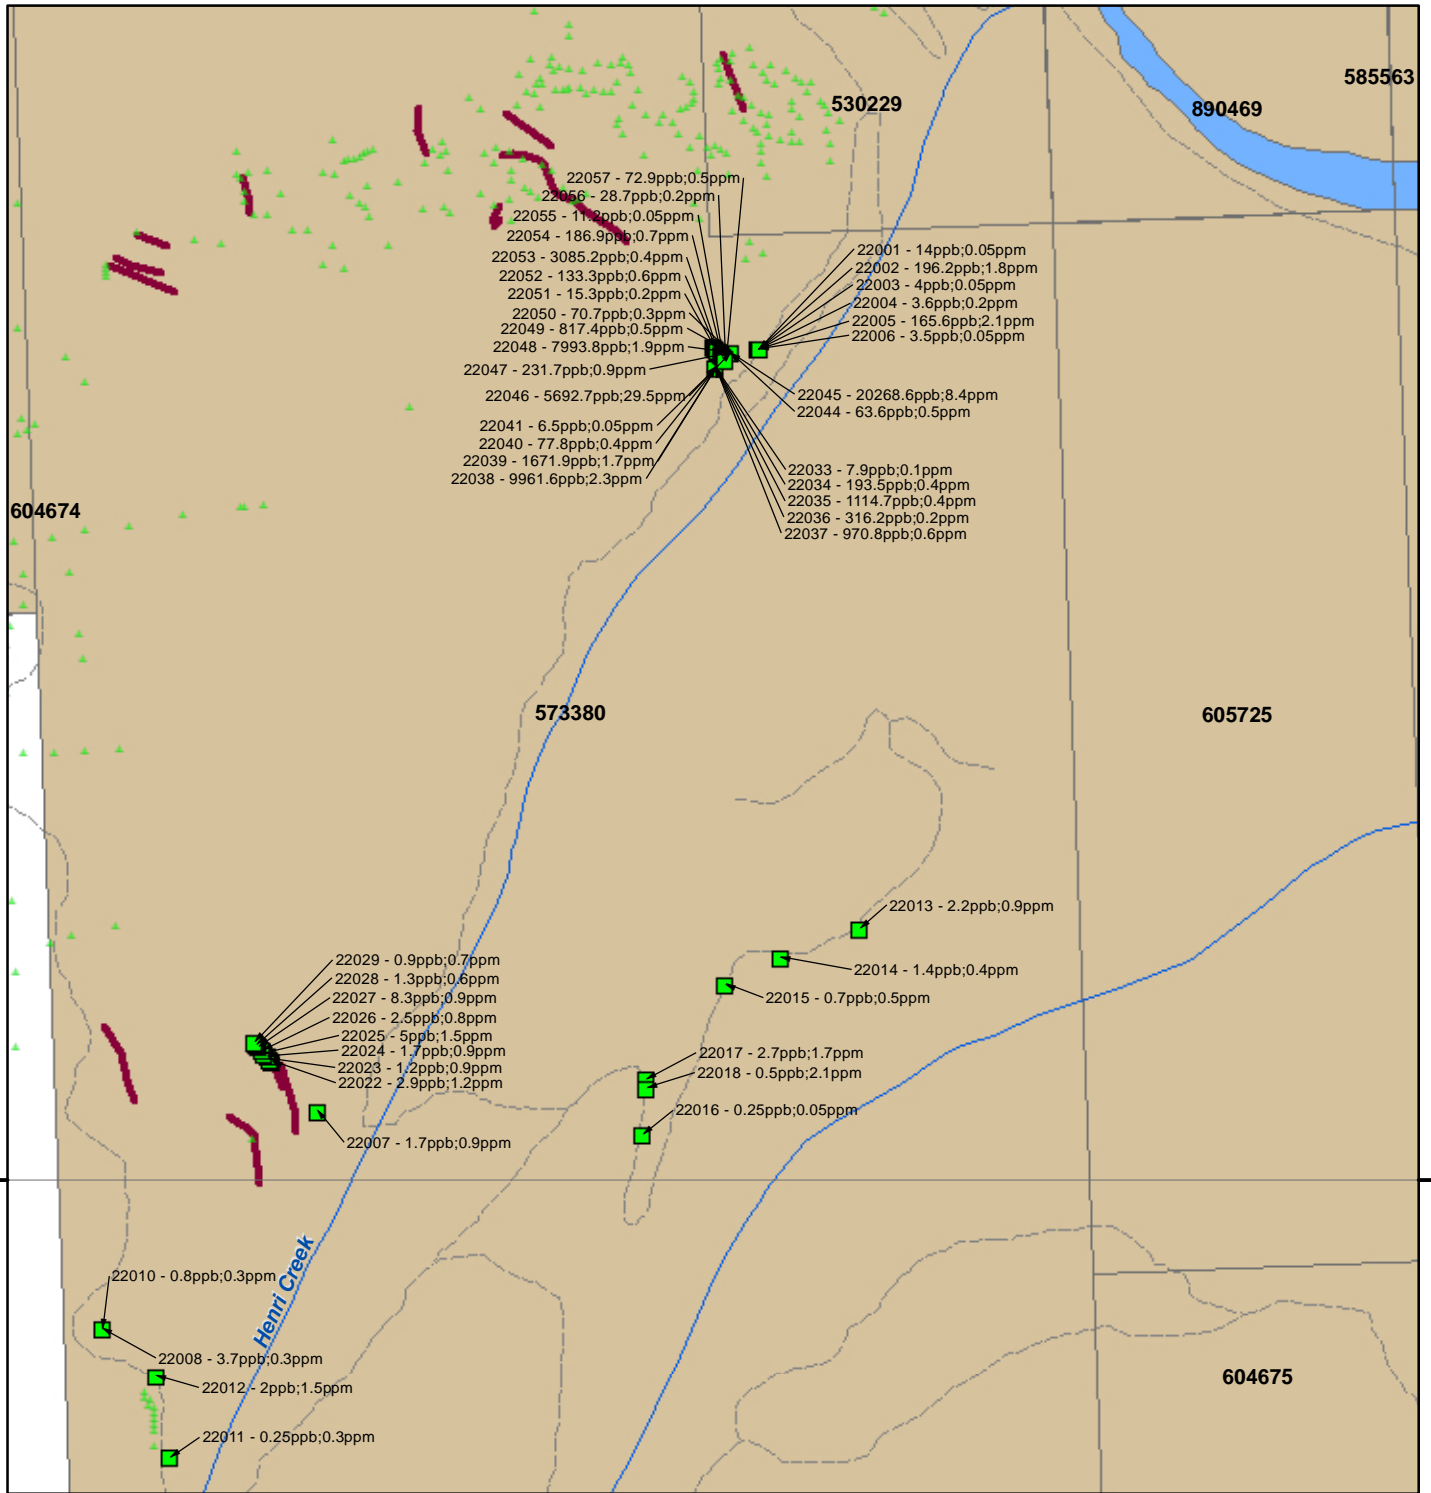 585563
530229
890469
22057 - 72.9ppb;0.5ppm
22056 - 28.7ppb;0.2ppm
22055 - 11.2ppb;0.05ppm
22054 - 186.9ppb;0.7ppm
22053 - 3085.2ppb;0.4ppm
22052 - 133.3ppb;0.6ppm
22051 - 15.3ppb;0.2ppm
22050 - 70.7ppb;0.3ppm
22049 - 817.4ppb;0.5ppm
22048 - 7993.8ppb;1.9ppm
22047 - 231.7ppb;0.9ppm
22046 - 5692.7ppb;29.5ppm
22001 - 14ppb;0.05ppm
22002 - 196.2ppb;1.8ppm
22003 - 4ppb;0.05ppm
22004 - 3.6ppb;0.2ppm
22005 - 165.6ppb;2.1ppm
22006 - 3.5ppb;0.05ppm
22045 - 20268.6ppb;8.4ppm
22044 - 63.6ppb;0.5ppm
22041 - 6.5ppb;0.05ppm
22040 - 77.8ppb;0.4ppm
22039 - 1671.9ppb;1.7ppm
22038 - 9961.6ppb;2.3ppm
22033 - 7.9ppb;0.1ppm
22034 - 193.5ppb;0.4ppm
22035 - 1114.7ppb;0.4ppm
22036 - 316.2ppb;0.2ppm
22037 - 970.8ppb;0.6ppm
604674
573380
605725
22013 - 2.2ppb;0.9ppm
22014 - 1.4ppb;0.4ppm
22015 - 0.7ppb;0.5ppm
22029 - 0.9ppb;0.7ppm
22028 - 1.3ppb;0.6ppm
22027 - 8.3ppb;0.9ppm
22026 - 2.5ppb;0.8ppm
22025 - 5ppb;1.5ppm
22024 - 1.7ppb;0.9ppm
22023 - 1.2ppb;0.9ppm
22022 - 2.9ppb;1.2ppm
22017 - 2.7ppb;1.7ppm
22018 - 0.5ppb;2.1ppm
22016 - 0.25ppb;0.05ppm
22007 - 1.7ppb;0.9ppm
Henri Creek
22010 - 0.8ppb;0.3ppm
22008 - 3.7ppb;0.3ppm
22012 - 2ppb;1.5ppm
604675
22011 - 0.25ppb;0.3ppm